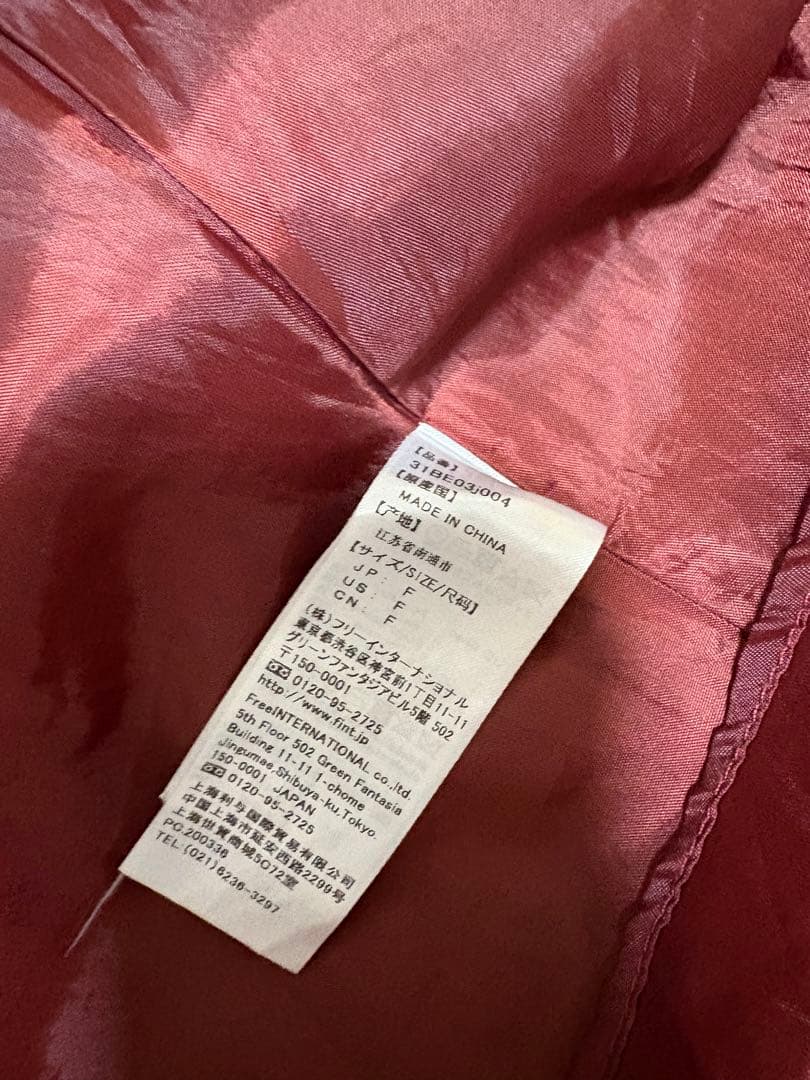 【品番】
31BE03j004
【原産国】
MADE IN CHINA
【产地】
江苏省南通市
【サイズ/SIZE/尺码】
JP: F
US: F
CN: F
(株)フリーインターナショナル
東京都渋谷区神宮前1丁目11-11
グリーンファンタジアビル5階 502
〒150-0001
0120-95-2725
http://www.fint.jp
FreeINTERNATIONAL co.,ltd.
5th Floor 502 Green Fantasia
Building 11-11 1-chome
Jingumae,Shibuya-ku,Tokyo.
150-0001 JAPAN
0120-95-2725
上海利与国際貿易有限公司
中国上海市延安西路2299号
上海世貿商城5C72室
PC.200336
TEL (021)6236-3297